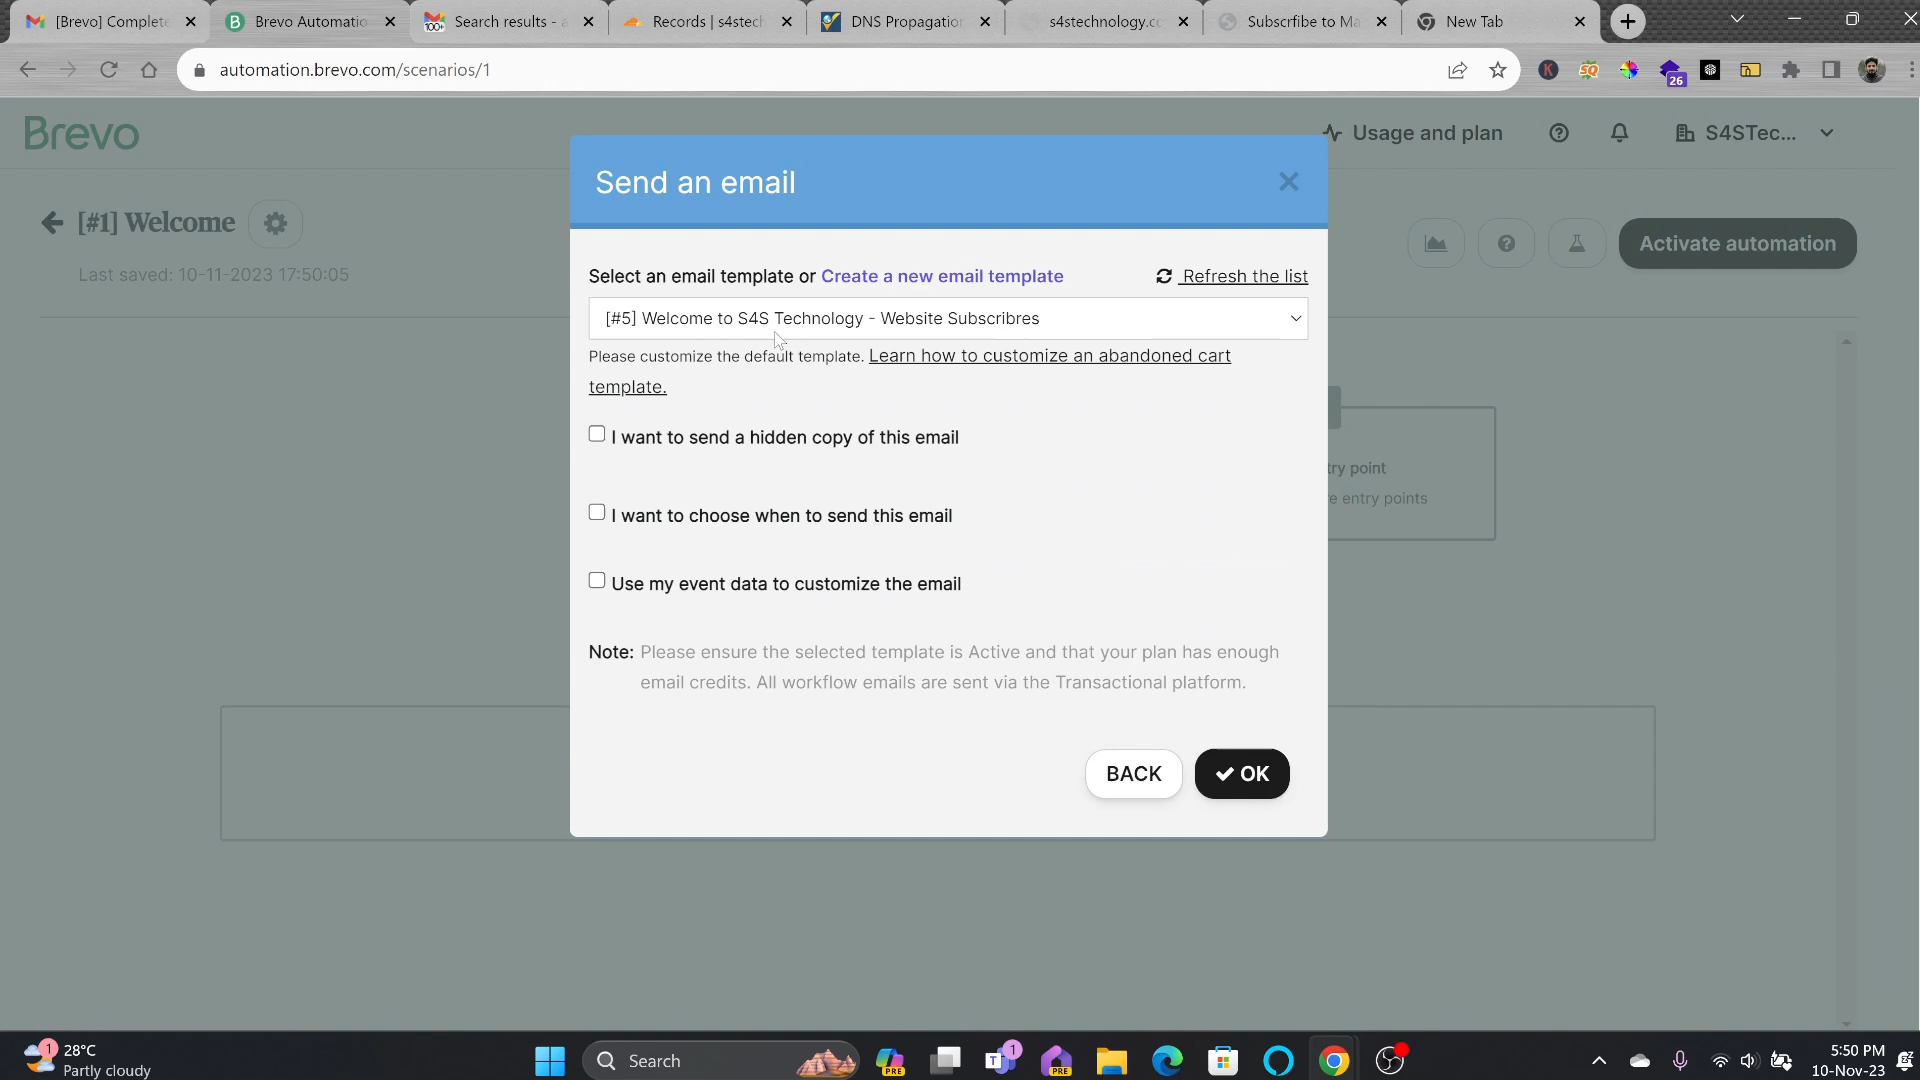 [Brevo] Complete
Brevo Automatio
Search results - a
Records | s4stech
DNS Propagation
s4stechnology.co
Subscrfibe to Ma
New Tab
automation.brevo.com/scenarios/1
26
Brevo
Usage and plan
S4STec...
[#1] Welcome
Last saved: 10-11-2023 17:50:05
Activate automation
Send an email
Select an email template or Create a new email template
Refresh the list
[#5] Welcome to S4S Technology - Website Subscribres
Please customize the default template. Learn how to customize an abandoned cart
template.
I want to send a hidden copy of this email
I want to choose when to send this email
Use my event data to customize the email
Note: Please ensure the selected template is Active and that your plan has enough
email credits. All workflow emails are sent via the Transactional platform.
BACK
OK
try point
e entry points
1
28°C
Partly cloudy
Search
PRE
1
PRE
5:50 PM
10-Nov-23